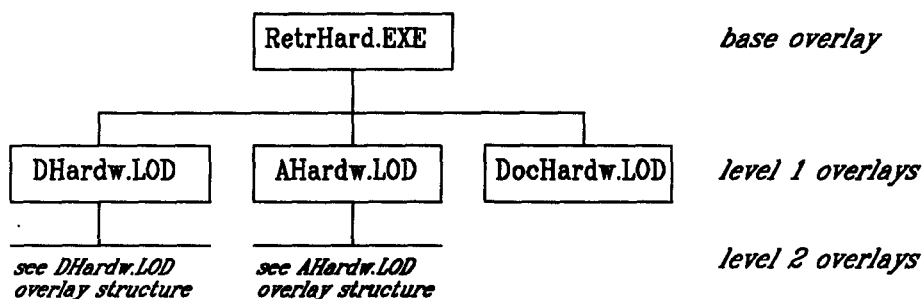 RetrHard.EXE
base overlay
DHardw.LOD
AHardw.LOD
DocHardw.LOD
level 1 overlays
see DHardw.LOD
overlay structure
see AHardw.LOD
overlay structure
level 2 overlays